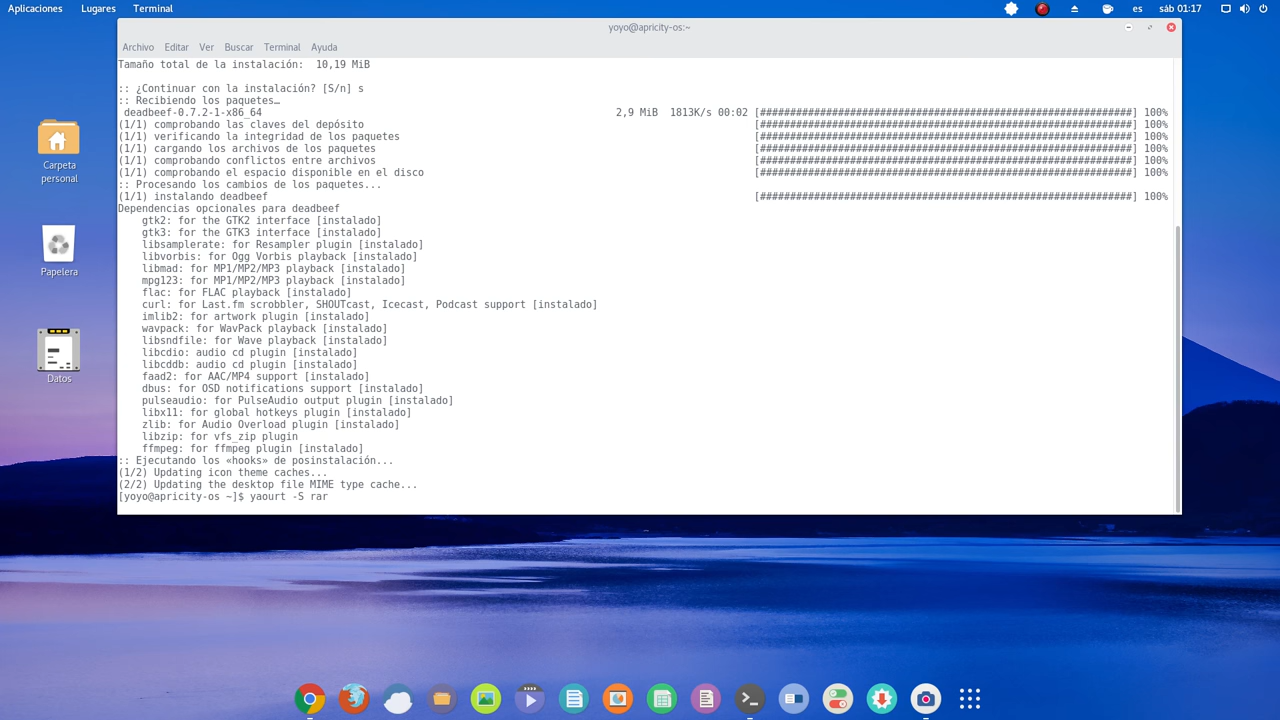 Aplicaciones Lugares Terminal es sáb 01:17
yoyo@apricity-os:~
Archivo Editar Ver Buscar Terminal Ayuda
Tamaño total de la instalación:  10,19 MiB
:: ¿Continuar con la instalación? [S/n] s
:: Recibiendo los paquetes…
deadbeef-0.7.2-1-x86_64 2,9 MiB  1813K/s 00:02 [##############################################################] 100%
(1/1) comprobando las claves del depósito [##############################################################] 100%
(1/1) verificando la integridad de los paquetes [##############################################################] 100%
(1/1) cargando los archivos de los paquetes [##############################################################] 100%
(1/1) comprobando conflictos entre archivos [##############################################################] 100%
(1/1) comprobando el espacio disponible en el disco [##############################################################] 100%
:: Procesando los cambios de los paquetes...
(1/1) instalando deadbeef [##############################################################] 100%
Dependencias opcionales para deadbeef
gtk2: for the GTK2 interface [instalado]
gtk3: for the GTK3 interface [instalado]
libsamplerate: for Resampler plugin [instalado]
libvorbis: for Ogg Vorbis playback [instalado]
libmad: for MP1/MP2/MP3 playback [instalado]
mpg123: for MP1/MP2/MP3 playback [instalado]
flac: for FLAC playback [instalado]
curl: for Last.fm scrobbler, SHOUTcast, Icecast, Podcast support [instalado]
imlib2: for artwork plugin [instalado]
wavpack: for WavPack playback [instalado]
libsndfile: for Wave playback [instalado]
libcdio: audio cd plugin [instalado]
libcddb: audio cd plugin [instalado]
faad2: for AAC/MP4 support [instalado]
dbus: for OSD notifications support [instalado]
pulseaudio: for PulseAudio output plugin [instalado]
libx11: for global hotkeys plugin [instalado]
zlib: for Audio Overload plugin [instalado]
libzip: for vfs_zip plugin
ffmpeg: for ffmpeg plugin [instalado]
:: Ejecutando los «hooks» de posinstalación...
(1/2) Updating icon theme caches...
(2/2) Updating the desktop file MIME type cache...
[yoyo@apricity-os ~]$ yaourt -S rar
Carpeta
personal
Papelera
Datos